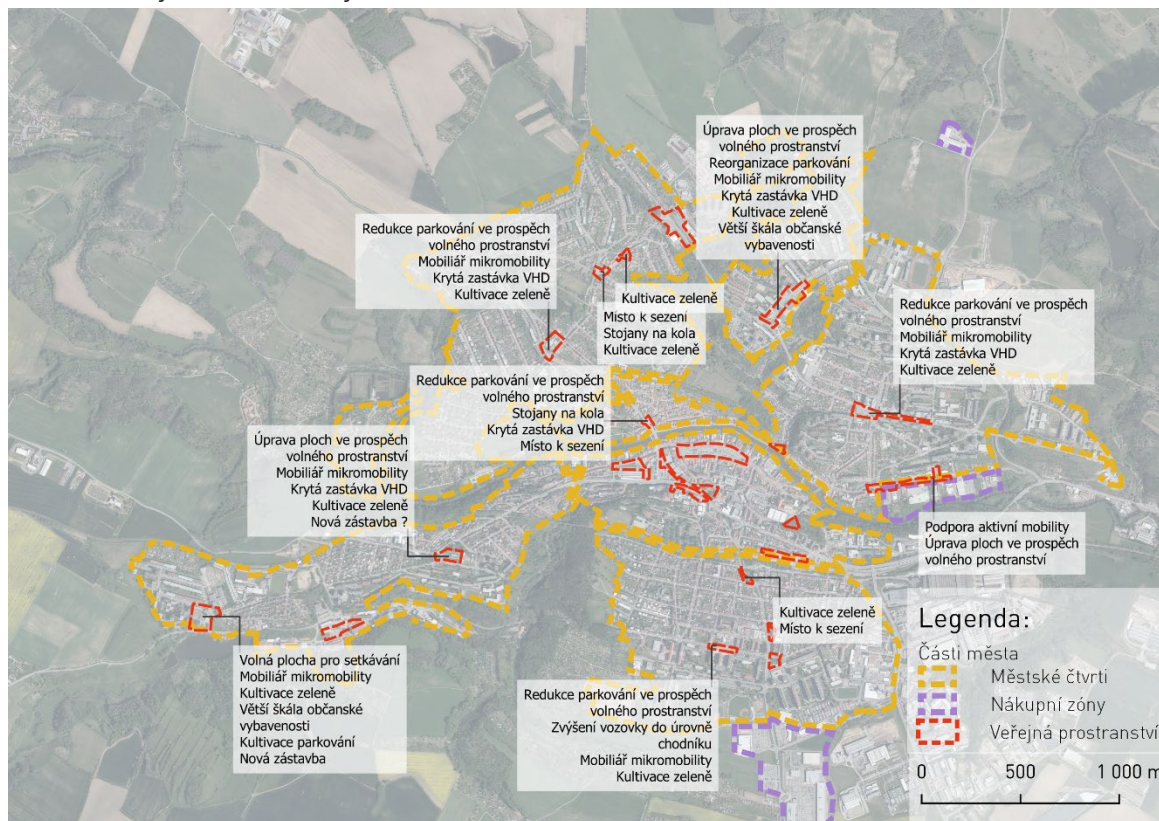 Úprava ploch ve prospěch
volného prostranství
Reorganizace parkování
Mobiliář mikromobility
Krytá zastávka VHD
Kultivace zeleně
Větší škála občanské
vybavenosti
Redukce parkování ve prospěch
volného prostranství
Mobiliář mikromobility
Krytá zastávka VHD
Kultivace zeleně
Kultivace zeleně
Misto k sezení
Stojany na kola
Kultivace zeleně
Redukce parkování ve prospěch
volného prostranství
Mobiliář mikromobility
Krytá zastávka VHD
Kultivace zeleně
Redukce parkování ve prospěch
volného prostranství
Stojany na kola
Krytá zastávka VHD
Místo k sezení
Úprava ploch ve prospěch
volného prostranství
Mobiliář mikromobility
Krytá zastávka VHD
Kultivace zeleně
Nová zástavba ?
Podpora aktivní mobility
Úprava ploch ve prospěch
volného prostranství
Kultivace zeleně
Místo k sezení
Volná plocha pro setkávání
Mobiliář mikromobility
Kultivace zeleně
Větší škála občanské
vybavenosti
Kultivace parkování
Nová zástavba
Redukce parkování ve prospěch
volného prostranství
Zvýšení vozovky do úrovně
chodníku
Mobiliář mikromobility
Kultivace zeleně
Legenda:
Části města
Městské čtvrti
Nákupní zóny
Veřejná prostranství
0 500 1 000 m